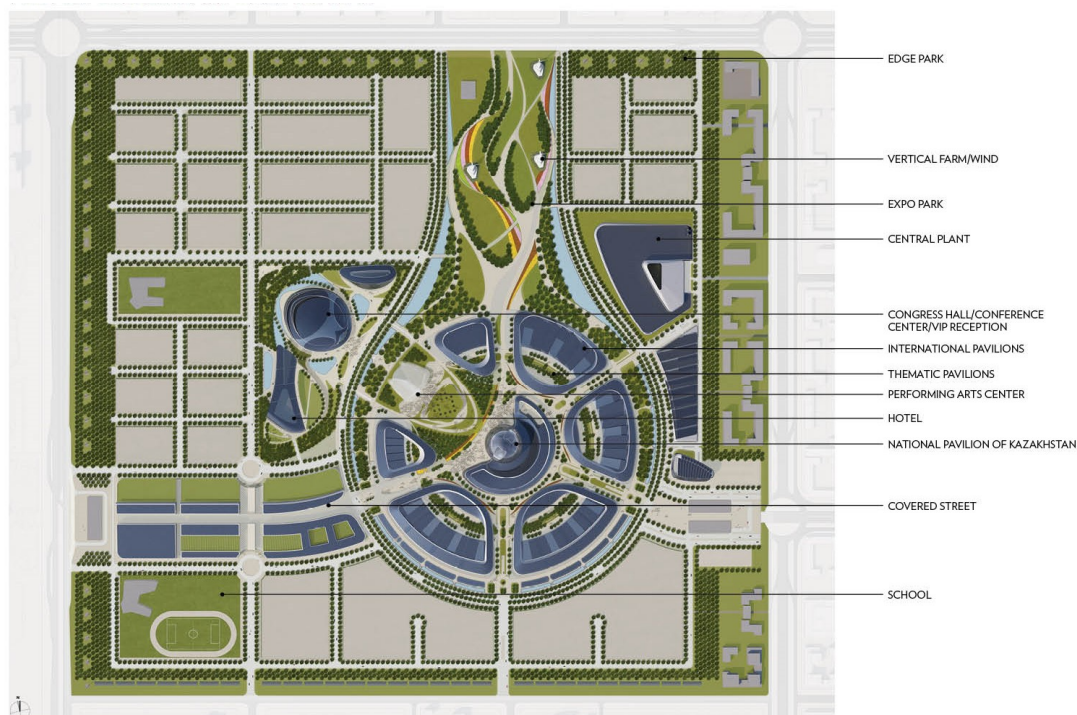 EDGE PARK
VERTICAL FARM/WIND
EXPO PARK
CENTRAL PLANT
CONGRESS HALL/CONFERENCE
CENTER/VIP RECEPTION
INTERNATIONAL PAVILIONS
THEMATIC PAVILIONS
PERFORMING ARTS CENTER
HOTEL
NATIONAL PAVILION OF KAZAKHSTAN
COVERED STREET
SCHOOL